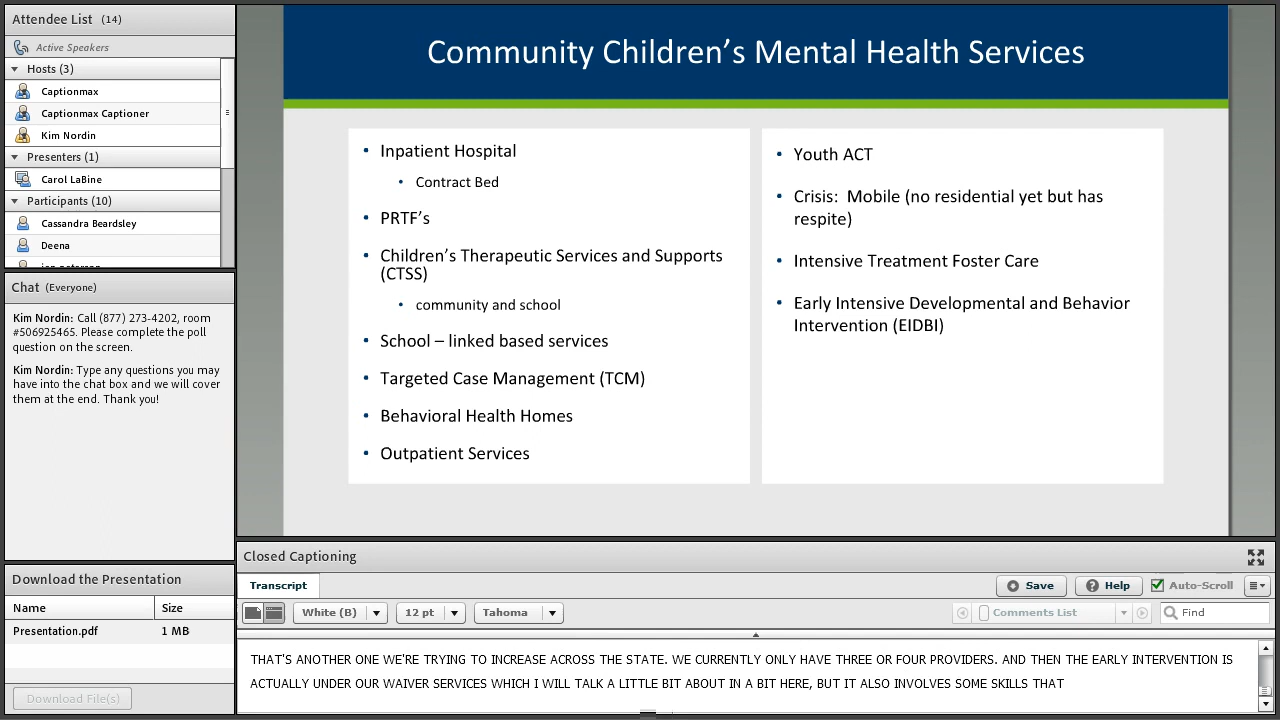 Attendee List (14)
Active Speakers
Hosts (3)
Captionmax
Captionmax Captioner
Kim Nordin
Presenters (1)
Carol LaBine
Participants (10)
Cassandra Beardsley
Deena
Chat (Everyone)
Kim Nordin: Call (877) 273-4202, room
#506925465. Please complete the poll
question on the screen.
Kim Nordin: Type any questions you may
have into the chat box and we will cover
them at the end. Thank you!
Download the Presentation
Name Size
Presentation.pdf 1 MB
Download File(s)
Community Children's Mental Health Services
• Inpatient Hospital
• Contract Bed
• PRTF's
• Children's Therapeutic Services and Supports
(CTSS)
• community and school
• School – linked based services
• Targeted Case Management (TCM)
• Behavioral Health Homes
• Outpatient Services
• Youth ACT
• Crisis: Mobile (no residential yet but has
respite)
• Intensive Treatment Foster Care
• Early Intensive Developmental and Behavior
Intervention (EIDBI)
Closed Captioning
Transcript Save Help Auto-Scroll
White (B) 12 pt Tahoma Comments List Find
THAT'S ANOTHER ONE WE'RE TRYING TO INCREASE ACROSS THE STATE. WE CURRENTLY ONLY HAVE THREE OR FOUR PROVIDERS. AND THEN THE EARLY INTERVENTION IS
ACTUALLY UNDER OUR WAIVER SERVICES WHICH I WILL TALK A LITTLE BIT ABOUT IN A BIT HERE, BUT IT ALSO INVOLVES SOME SKILLS THAT